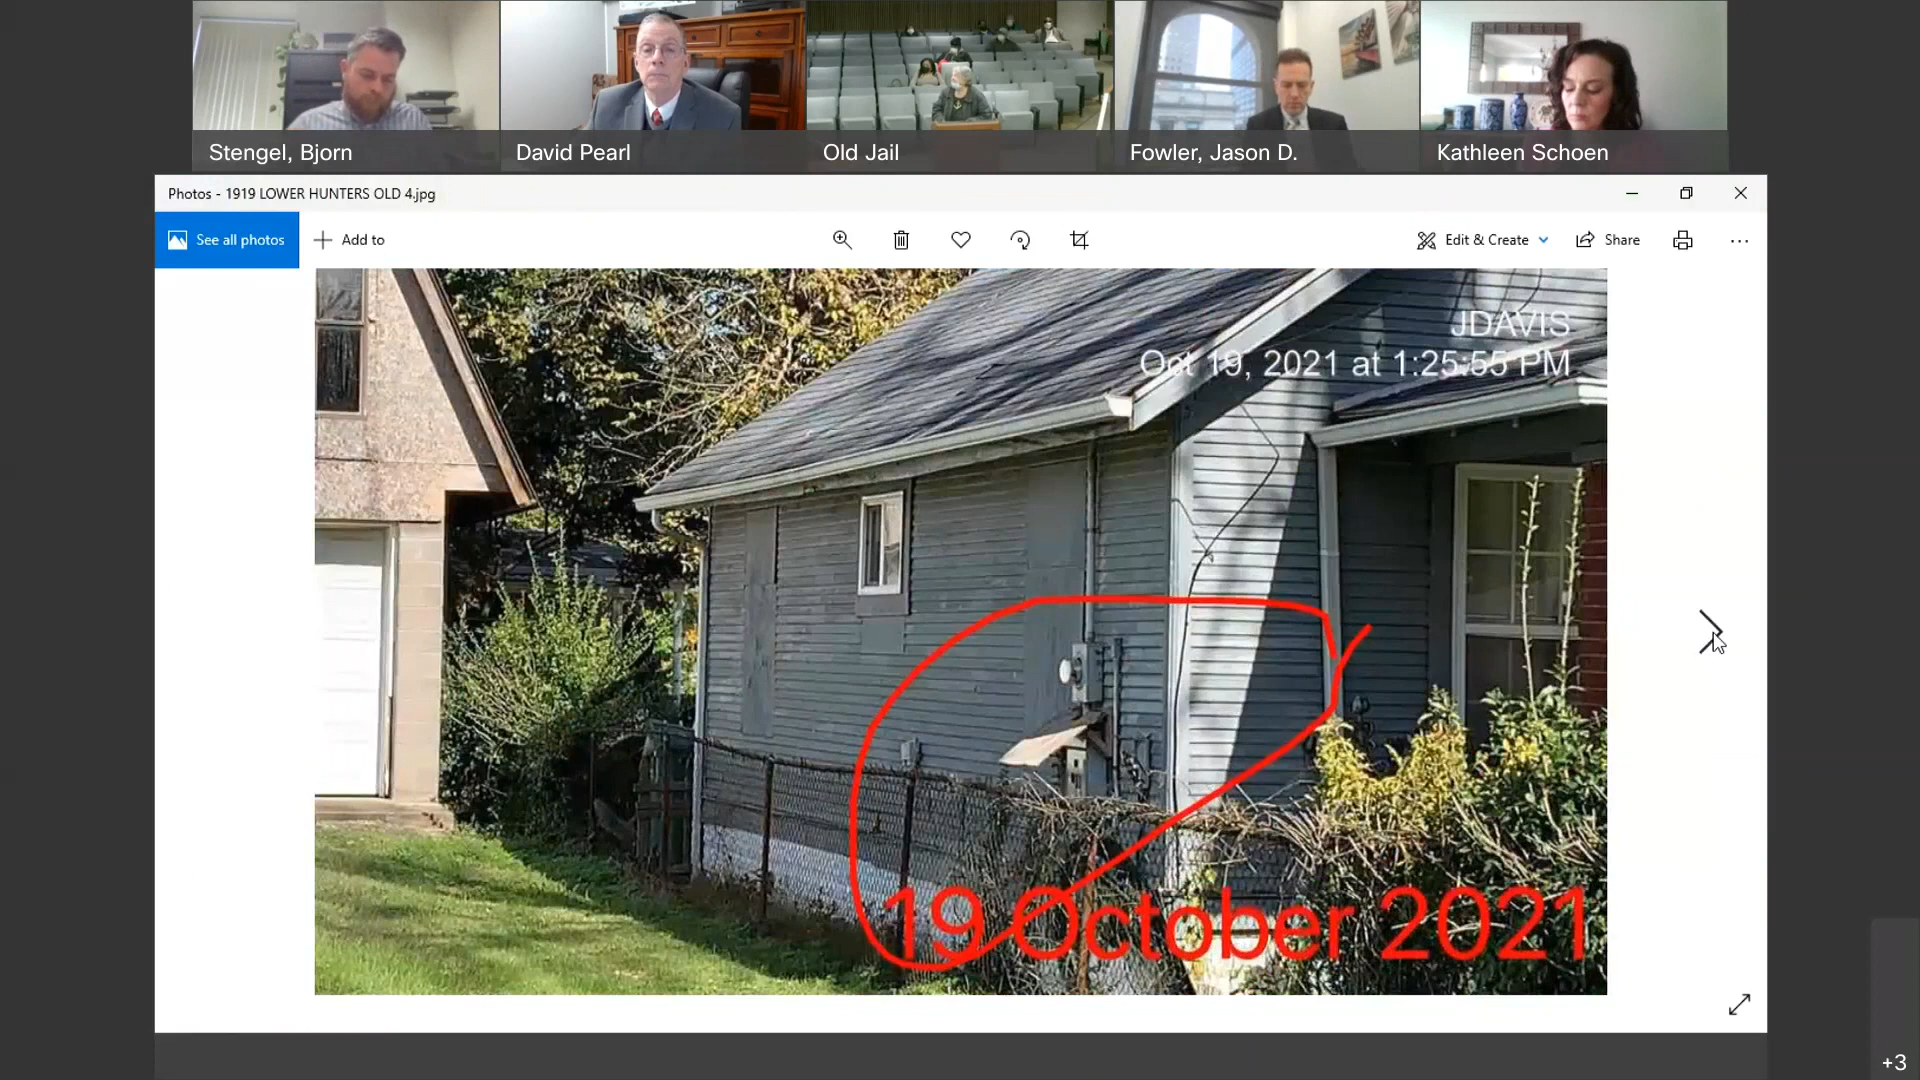 Stengel, Bjorn
David Pearl
Old Jail
Fowler, Jason D.
Kathleen Schoen
Photos - 1919 LOWER HUNTERS OLD 4.jpg
See all photos
Add to
Edit & Create
Share
JDAVIS
Oct 19, 2021 at 1:25:55 PM
19 October 2021
+3